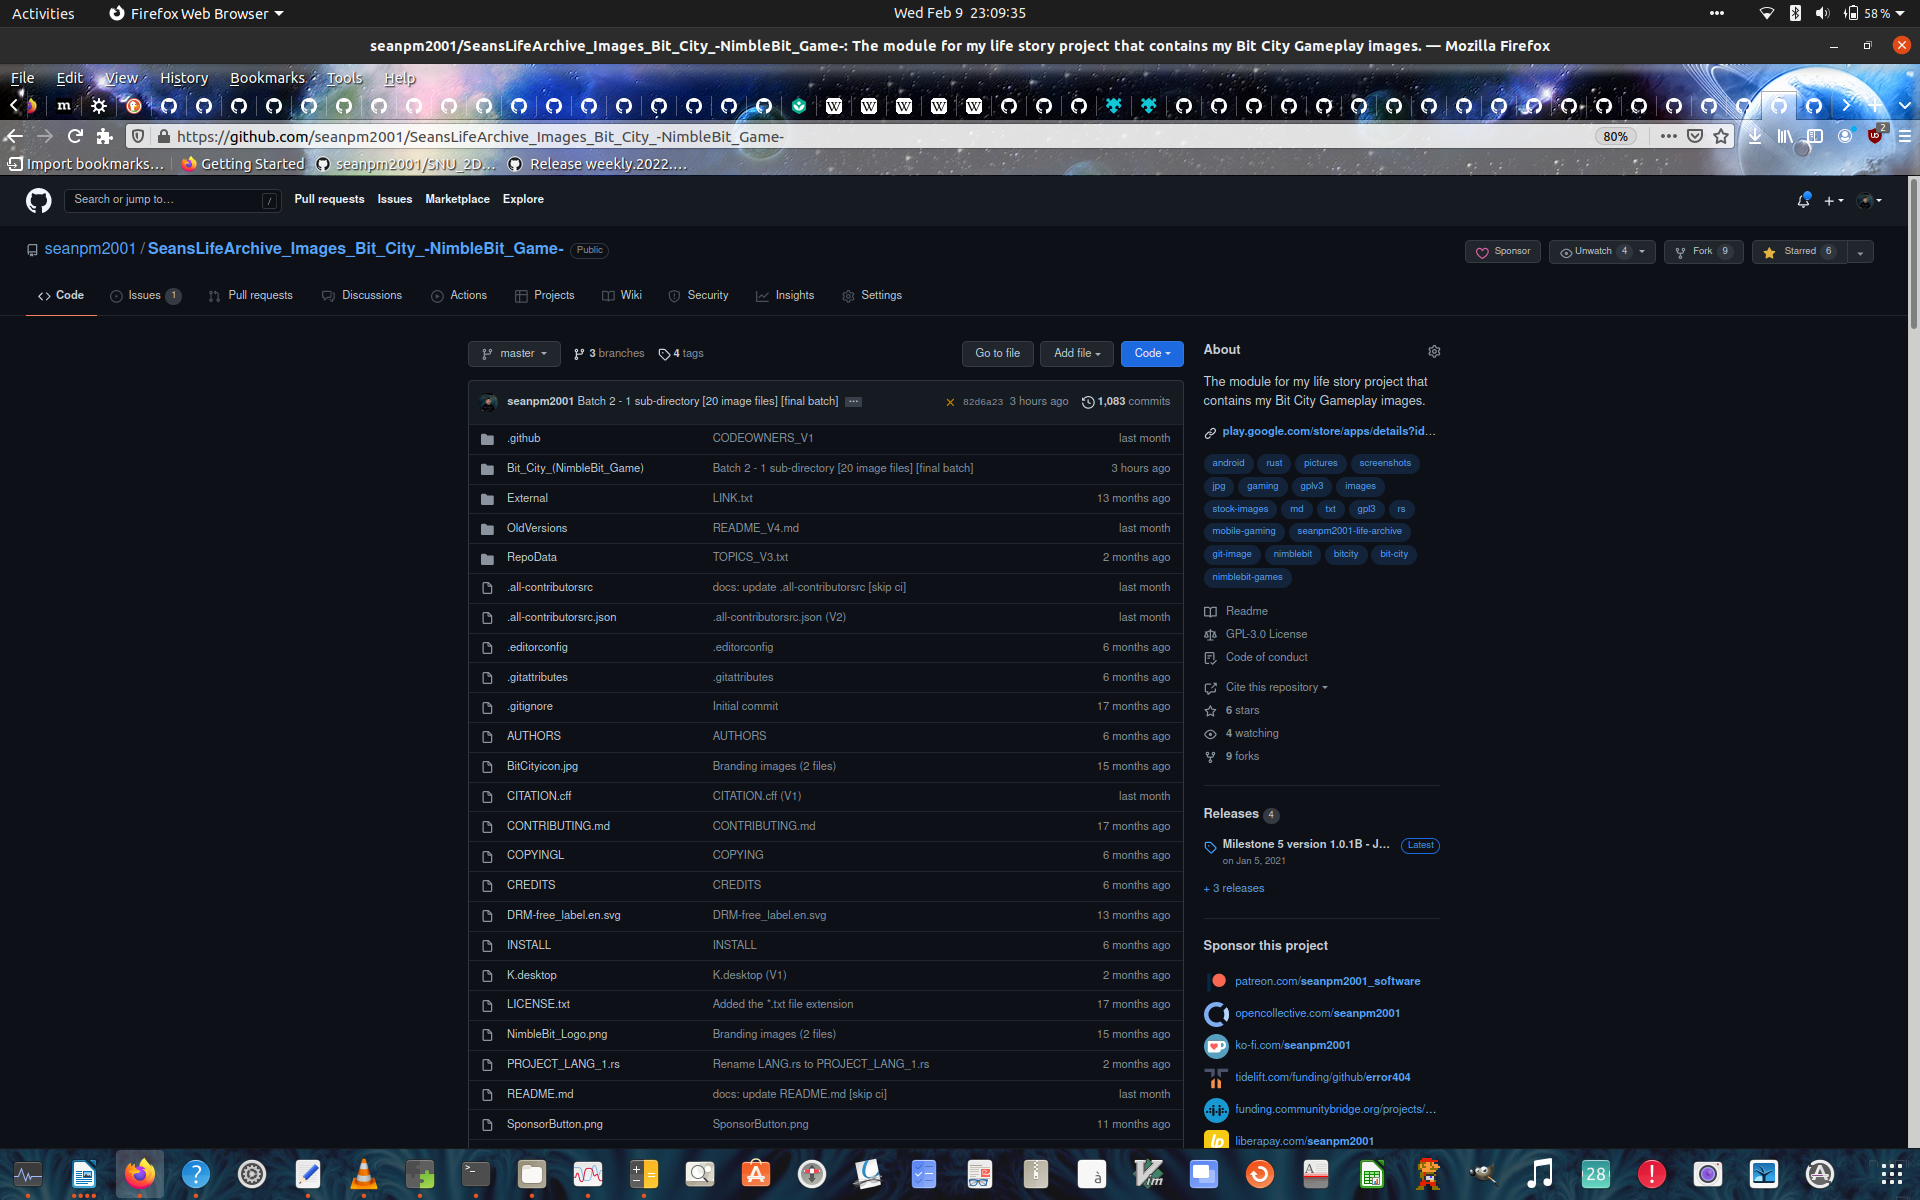 Activities
Firefox Web Browser
Wed Feb 9 23:09:35
58 %
seanpm2001/SeansLifeArchive_Images_Bit_City_-NimbleBit_Game-: The module for my life story project that contains my Bit City Gameplay images. — Mozilla Firefox
File Edit View History Bookmarks Tools Help
https://github.com/seanpm2001/SeansLifeArchive_Images_Bit_City_-NimbleBit_Game-
80%
2
Import bookmarks…
Getting Started
seanpm2001/SNU_2D…
Release weekly.2022.…
Search or jump to…
/
Pull requests
Issues
Marketplace
Explore
seanpm2001 / SeansLifeArchive_Images_Bit_City_-NimbleBit_Game-
Public
Sponsor
Unwatch 4
Fork 9
Starred 6
Code
Issues 1
Pull requests
Discussions
Actions
Projects
Wiki
Security
Insights
Settings
master
3 branches
4 tags
Go to file
Add file
Code
seanpm2001 Batch 2 - 1 sub-directory [20 image files] [final batch]
82d6a23 3 hours ago
1,083 commits
.github CODEOWNERS_V1 last month
Bit_City_(NimbleBit_Game) Batch 2 - 1 sub-directory [20 image files] [final batch] 3 hours ago
External LINK.txt 13 months ago
OldVersions README_V4.md last month
RepoData TOPICS_V3.txt 2 months ago
.all-contributorsrc docs: update .all-contributorsrc [skip ci] last month
.all-contributorsrc.json .all-contributorsrc.json (V2) last month
.editorconfig .editorconfig 6 months ago
.gitattributes .gitattributes 6 months ago
.gitignore Initial commit 17 months ago
AUTHORS AUTHORS 6 months ago
BitCityicon.jpg Branding images (2 files) 15 months ago
CITATION.cff CITATION.cff (V1) last month
CONTRIBUTING.md CONTRIBUTING.md 17 months ago
COPYINGL COPYING 6 months ago
CREDITS CREDITS 6 months ago
DRM-free_label.en.svg DRM-free_label.en.svg 13 months ago
INSTALL INSTALL 6 months ago
K.desktop K.desktop (V1) 2 months ago
LICENSE.txt Added the *.txt file extension 17 months ago
NimbleBit_Logo.png Branding images (2 files) 15 months ago
PROJECT_LANG_1.rs Rename LANG.rs to PROJECT_LANG_1.rs 2 months ago
README.md docs: update README.md [skip ci] last month
SponsorButton.png SponsorButton.png 11 months ago
About
The module for my life story project that
contains my Bit City Gameplay images.
play.google.com/store/apps/details?id…
android rust pictures screenshots
jpg gaming gplv3 images
stock-images md txt gpl3 rs
mobile-gaming seanpm2001-life-archive
git-image nimblebit bitcity bit-city
nimblebit-games
Readme
GPL-3.0 License
Code of conduct
Cite this repository
6 stars
4 watching
9 forks
Releases 4
Milestone 5 version 1.0.1B - J… Latest
on Jan 5, 2021
+ 3 releases
Sponsor this project
patreon.com/seanpm2001_software
opencollective.com/seanpm2001
ko-fi.com/seanpm2001
tidelift.com/funding/github/error404
funding.communitybridge.org/projects/…
liberapay.com/seanpm2001
28